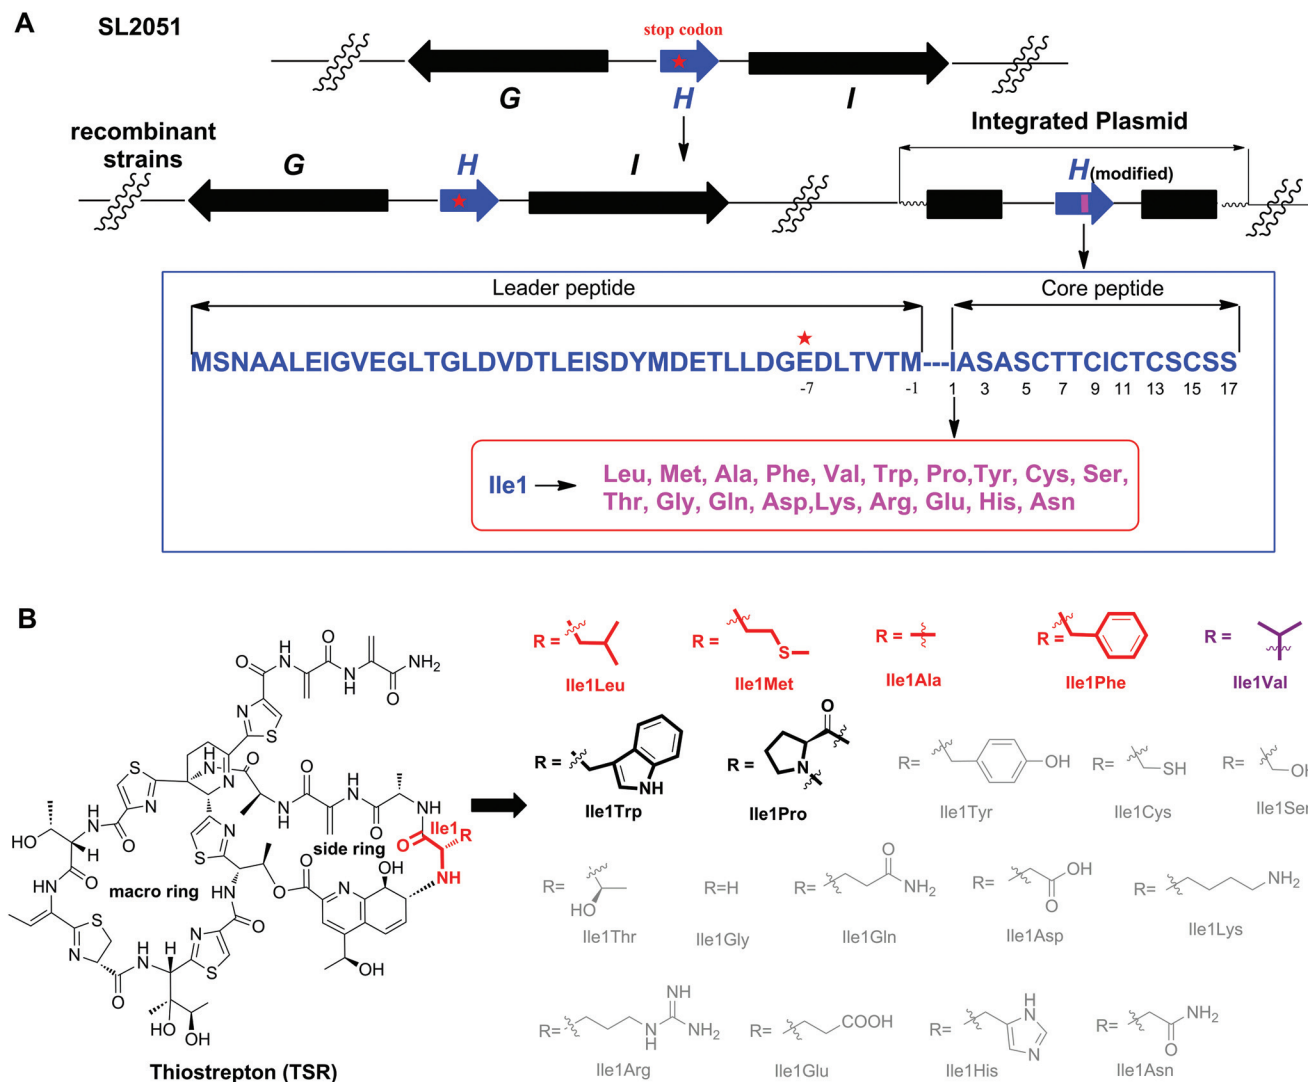 A
SL2051
stop codon
G
H
I
recombinant
strains
G
H
I
Integrated Plasmid
H (modified)
Leader peptide
Core peptide
MSNAALEIGVEGLTGLDVDTLEISDYMDETLLDGEDLTVTM---IASASCTTCICTCSCSS
-7 -1 1 3 5 7 9 11 13 15 17
Ile1
Leu, Met, Ala, Phe, Val, Trp, Pro,Tyr, Cys, Ser,
Thr, Gly, Gln, Asp,Lys, Arg, Glu, His, Asn
B
O
H
N
O
H
N
O
NH2
N
S
H
N
N
O
N
S
N
S
HO
H
N
O
H
O
NH
S
N
O
H
N
H
HO
OH
N
S
O
NH
N
S
O
O
N
OH
OH
N
H
O
H
N
O
N
H
O
Ile1
R
NH
macro ring
side ring
Thiostrepton (TSR)
R =
Ile1Leu
R =
S
Ile1Met
R =
Ile1Ala
R =
Ile1Phe
R =
Ile1Val
R =
NH
Ile1Trp
R =
O
N
Ile1Pro
R=
OH
Ile1Tyr
R=
SH
Ile1Cys
R=
OH
Ile1Ser
R=
HO
Ile1Thr
R=H
Ile1Gly
R=
O
NH2
Ile1Gln
R=
OH
O
Ile1Asp
R=
NH2
Ile1Lys
R=
N
H
NH
NH2
Ile1Arg
R=
COOH
Ile1Glu
R=
H
N
N
Ile1His
R=
NH2
O
Ile1Asn